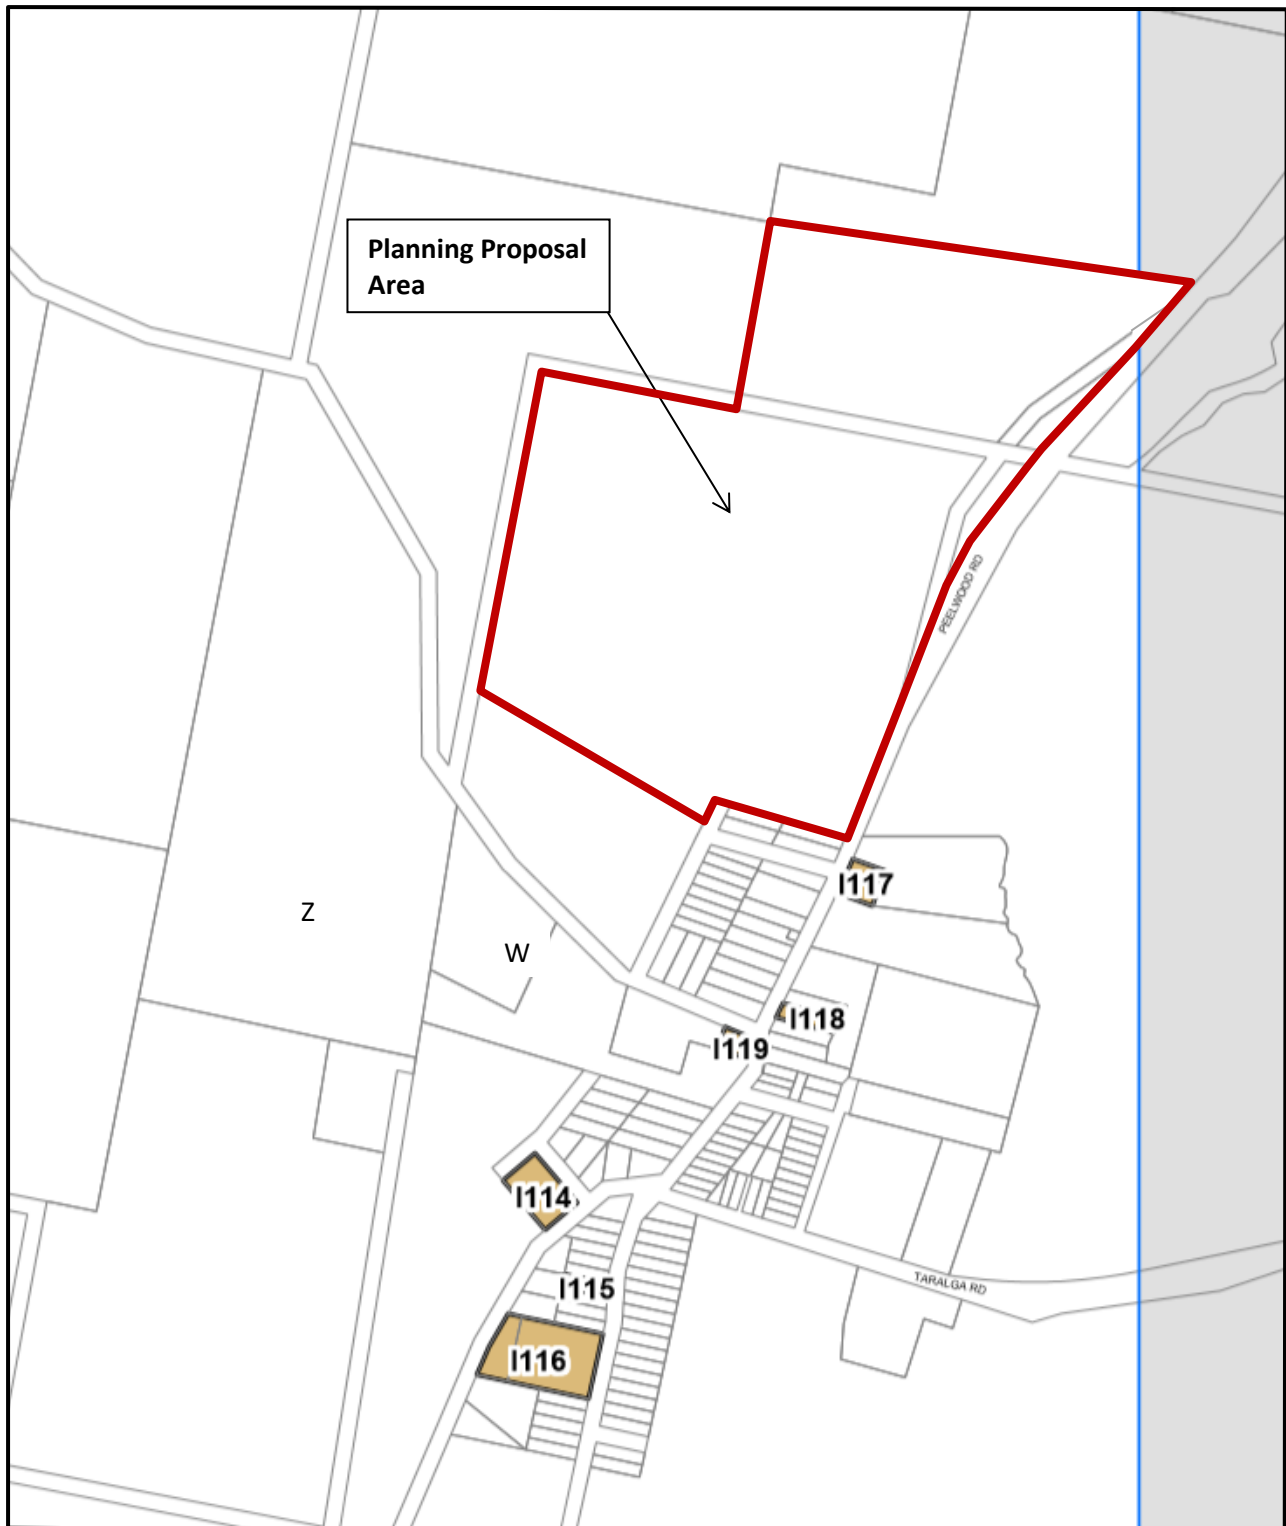 Planning Proposal
Area
PEELWOOD RD
I117
Z
W
I118
I119
I114
I115
TARALGA RD
I116